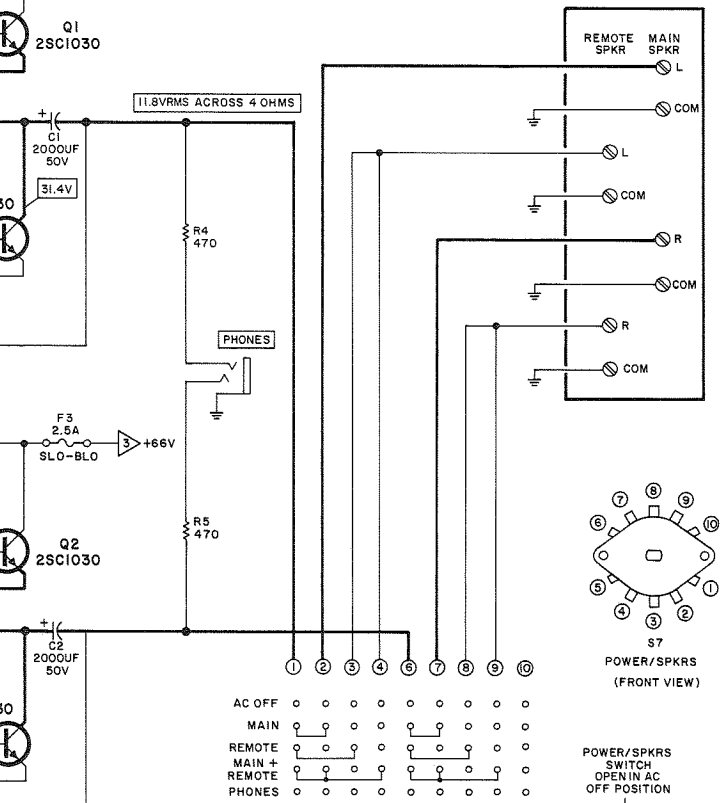 Q1
2SC1030
REMOTE SPKR
MAIN SPKR
L
COM
L
COM
R
COM
R
COM
11.8VRMS ACROSS 4 OHMS
+
C1
2000UF
50V
31.4V
30
R4
470
PHONES
F3
2.5A
SLO-BLO
3
+66V
Q2
2SC1030
R5
470
+
C2
2000UF
50V
30
8
7
9
6
10
5
1
4
2
3
S7
POWER/SPKRS
(FRONT VIEW)
1 2 3 4 6 7 8 9 10
AC OFF
MAIN
REMOTE
MAIN +
REMOTE
PHONES
POWER/SPKRS
SWITCH
OPEN IN AC
OFF POSITION